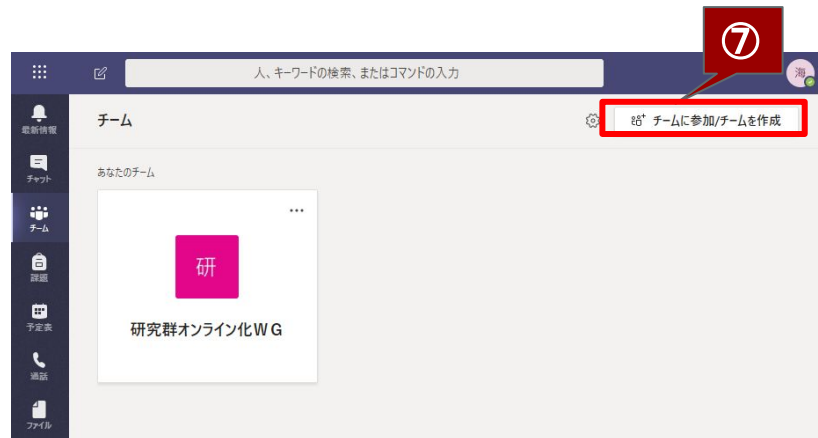 ⑦
人、キーワードの検索、またはコマンドの入力
海
最新情報
チーム
チームに参加/チームを作成
チャット
あなたのチーム
チーム
…
研
課題
予定表
研究群オンライン化WG
通話
ファイル